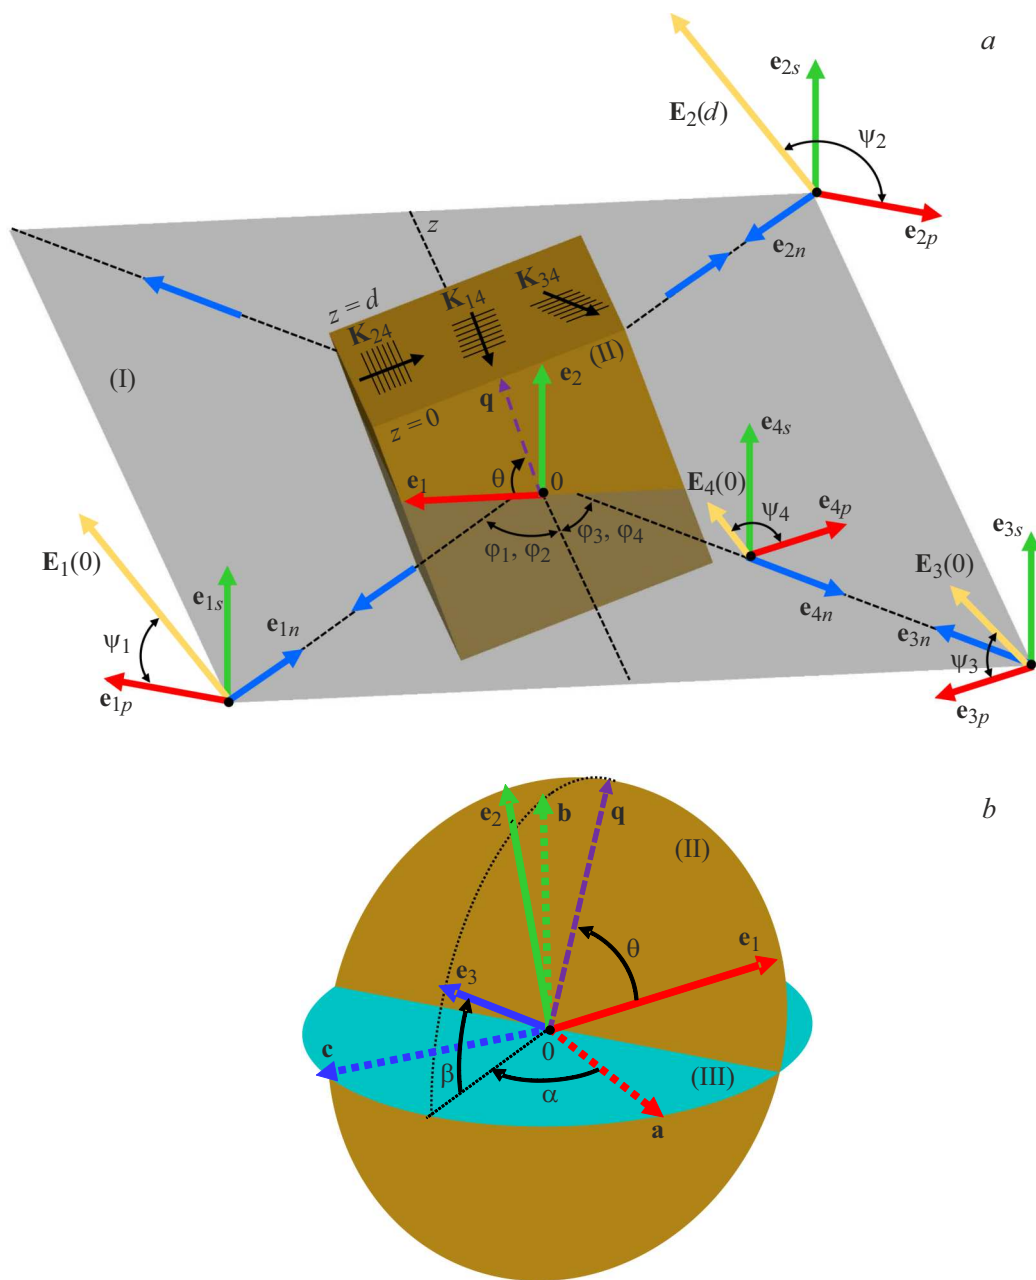 a
e₂ₛ
E₂(d)
ψ₂
e₂ₚ
z
e₂ₙ
K₃₄
K₁₄
z = d
K₂₄
(I)
(II)
e₂
q
z = 0
e₄ₛ
e₁
θ
0
E₄(0)
ψ₄
e₄ₚ
e₃ₛ
φ₁, φ₂
φ₃, φ₄
E₁(0)
E₃(0)
e₁ₛ
e₁ₙ
e₄ₙ
e₃ₙ
ψ₁
ψ₃
e₁ₚ
e₃ₚ
b
e₂
b
q
(II)
θ
e₁
e₃
0
c
β
(III)
α
a